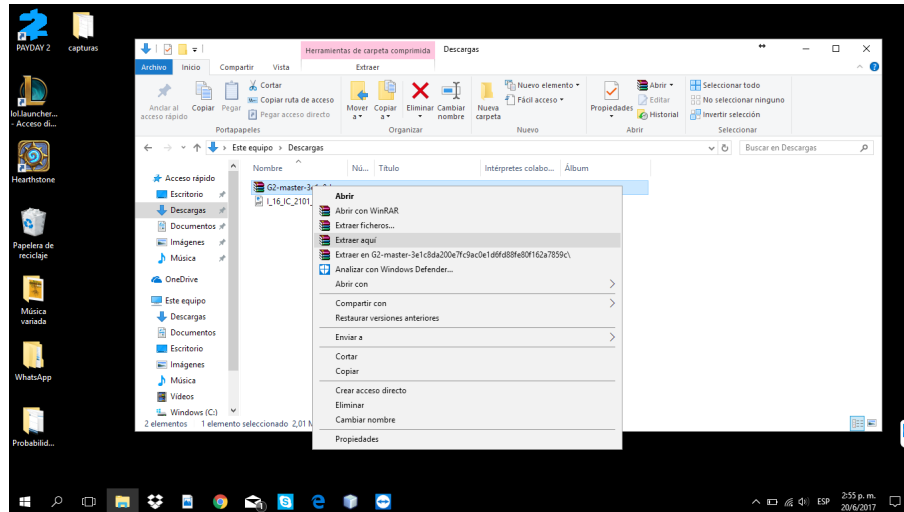 PAYDAY 2
capturas
lol.launcher...
- Acceso di...
Hearthstone
Papelera de
reciclaje
Música
variada
WhatsApp
Probabilid...
Herramientas de carpeta comprimida
Descargas
Archivo
Inicio
Compartir
Vista
Extraer
Anclar al
acceso rápido
Copiar
Pegar
Cortar
Copiar ruta de acceso
Pegar acceso directo
Portapapeles
Mover
a
Copiar
a
Eliminar
Cambiar
nombre
Organizar
Nueva
carpeta
Nuevo elemento
Fácil acceso
Nuevo
Propiedades
Abrir
Editar
Historial
Abrir
Seleccionar todo
No seleccionar ninguno
Invertir selección
Seleccionar
Este equipo > Descargas
Buscar en Descargas
Acceso rápido
Escritorio
Descargas
Documentos
Imágenes
Música
OneDrive
Este equipo
Descargas
Documentos
Escritorio
Imágenes
Música
Vídeos
Windows (C:)
Nombre
Nú...
Título
Intérpretes colabo...
Álbum
I_16_IC_2101_
Abrir
Abrir con WinRAR
Extraer ficheros...
Extraer aquí
Extraer en G2-master-3e1c8da200e7fc9ac0e1d6fd88fe80f162a7859c\
Analizar con Windows Defender...
Abrir con
Compartir con
Restaurar versiones anteriores
Enviar a
Cortar
Copiar
Crear acceso directo
Eliminar
Cambiar nombre
Propiedades
2 elementos
1 elemento seleccionado 2,01 M
ESP
2:55 p. m.
20/6/2017